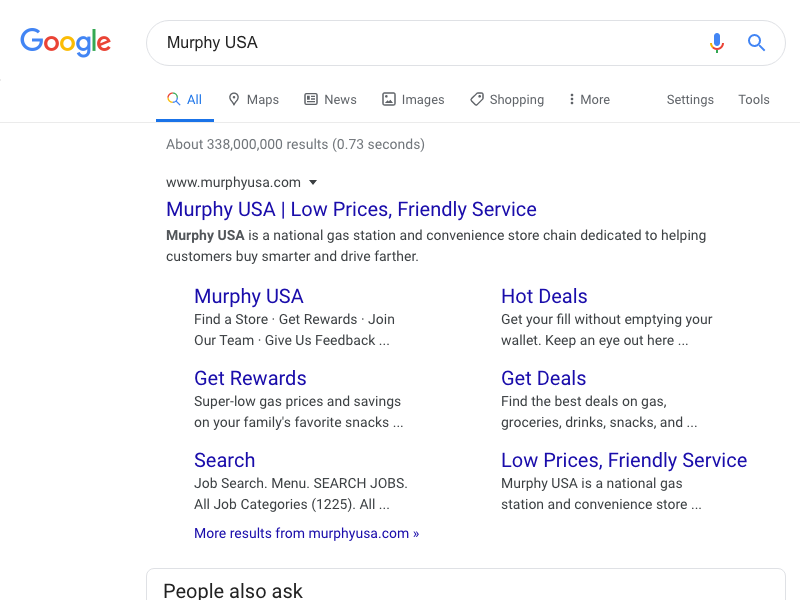 Google
Murphy USA
All
Maps
News
Images
Shopping
More
Settings
Tools
About 338,000,000 results (0.73 seconds)
www.murphyusa.com
Murphy USA | Low Prices, Friendly Service
Murphy USA is a national gas station and convenience store chain dedicated to helping
customers buy smarter and drive farther.
Murphy USA
Find a Store · Get Rewards · Join
Our Team · Give Us Feedback ...
Hot Deals
Get your fill without emptying your
wallet. Keep an eye out here ...
Get Rewards
Super-low gas prices and savings
on your family's favorite snacks ...
Get Deals
Find the best deals on gas,
groceries, drinks, snacks, and ...
Search
Job Search. Menu. SEARCH JOBS.
All Job Categories (1225). All ...
Low Prices, Friendly Service
Murphy USA is a national gas
station and convenience store ...
More results from murphyusa.com »
People also ask